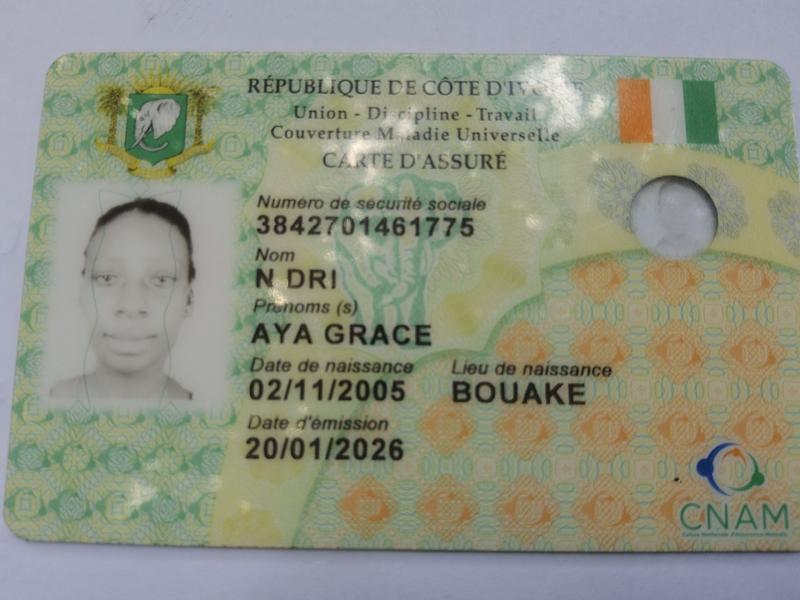 RÉPUBLIQUE DE CÔTE D'IVOIRE
Union - Discipline - Travail
Couverture Maladie Universelle
CARTE D'ASSURÉ
Numero de sécurité sociale
3842701461775
Nom
N DRI
Prénoms (s)
AYA GRACE
Date de naissance Lieu de naissance
02/11/2005 BOUAKE
Date d'émission
20/01/2026
CNAM